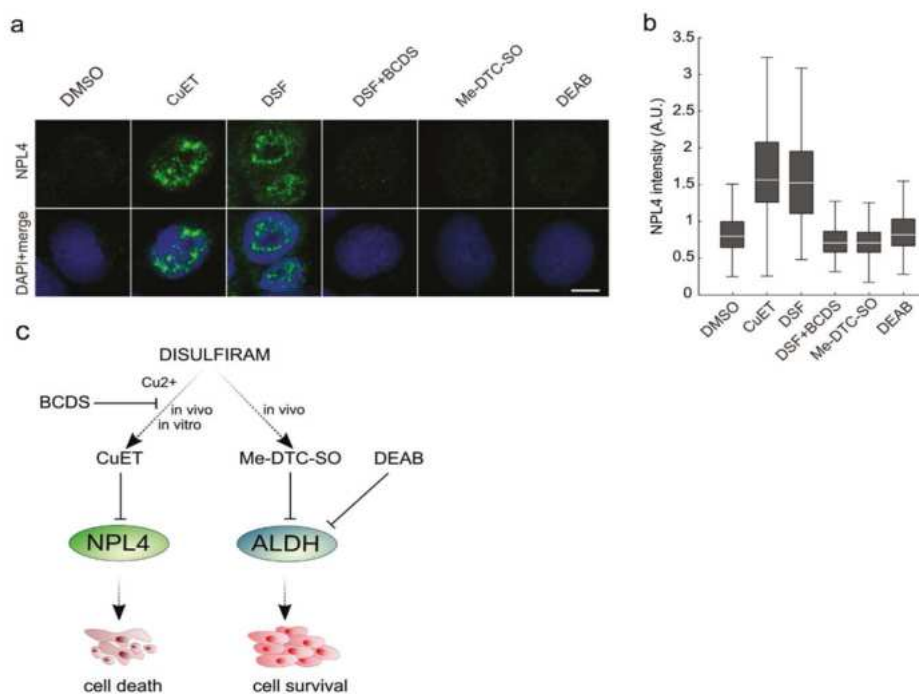 a
DMSO
CuET
DSF
DSF+BCDS
Me-DTC-SO
DEAB
NPL4
DAPI+merge
b
NPL4 intensity (A.U.)
3.5
3
2.5
2
1.5
1
0.5
0
DMSO
CuET
DSF
DSF+BCDS
Me-DTC-SO
DEAB
c
DISULFIRAM
Cu2+
BCDS
in vivo
in vitro
in vivo
CuET
Me-DTC-SO
DEAB
NPL4
ALDH
cell death
cell survival